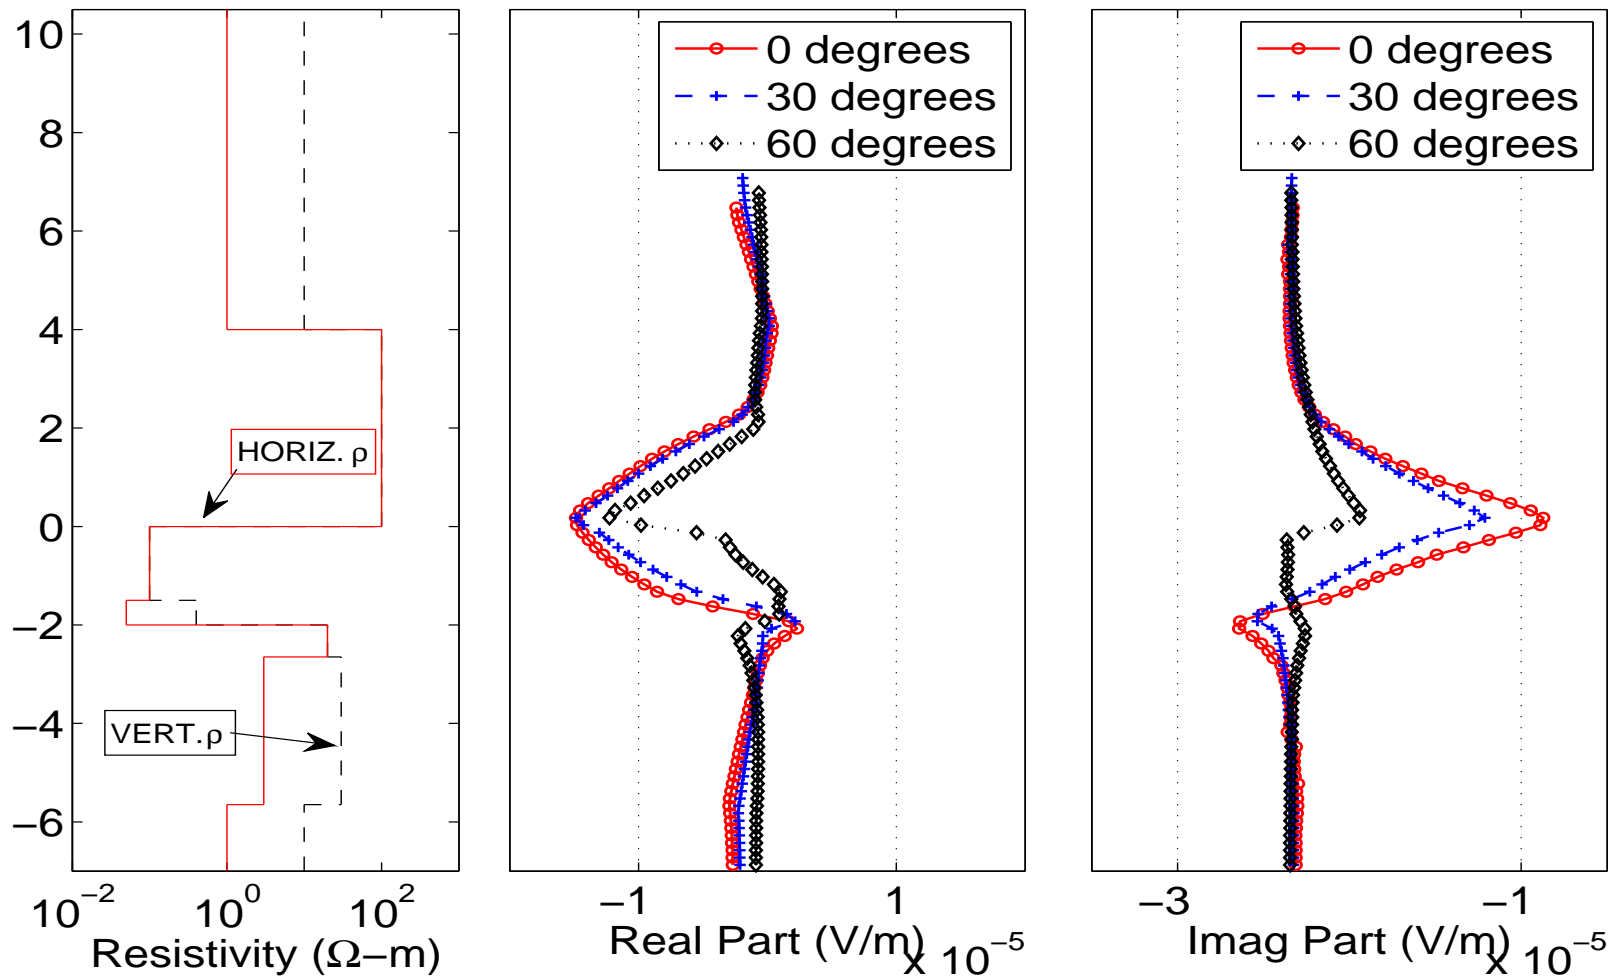 10
8
6
4
2
0
−2
−4
−6
HORIZ. ρ
VERT.ρ
10⁻² 10⁰ 10²
Resistivity (Ω−m)
0 degrees
30 degrees
60 degrees
−1 1
Real Part (V/m)
x 10⁻⁵
0 degrees
30 degrees
60 degrees
−3 −1
Imag Part (V/m)
x 10⁻⁵